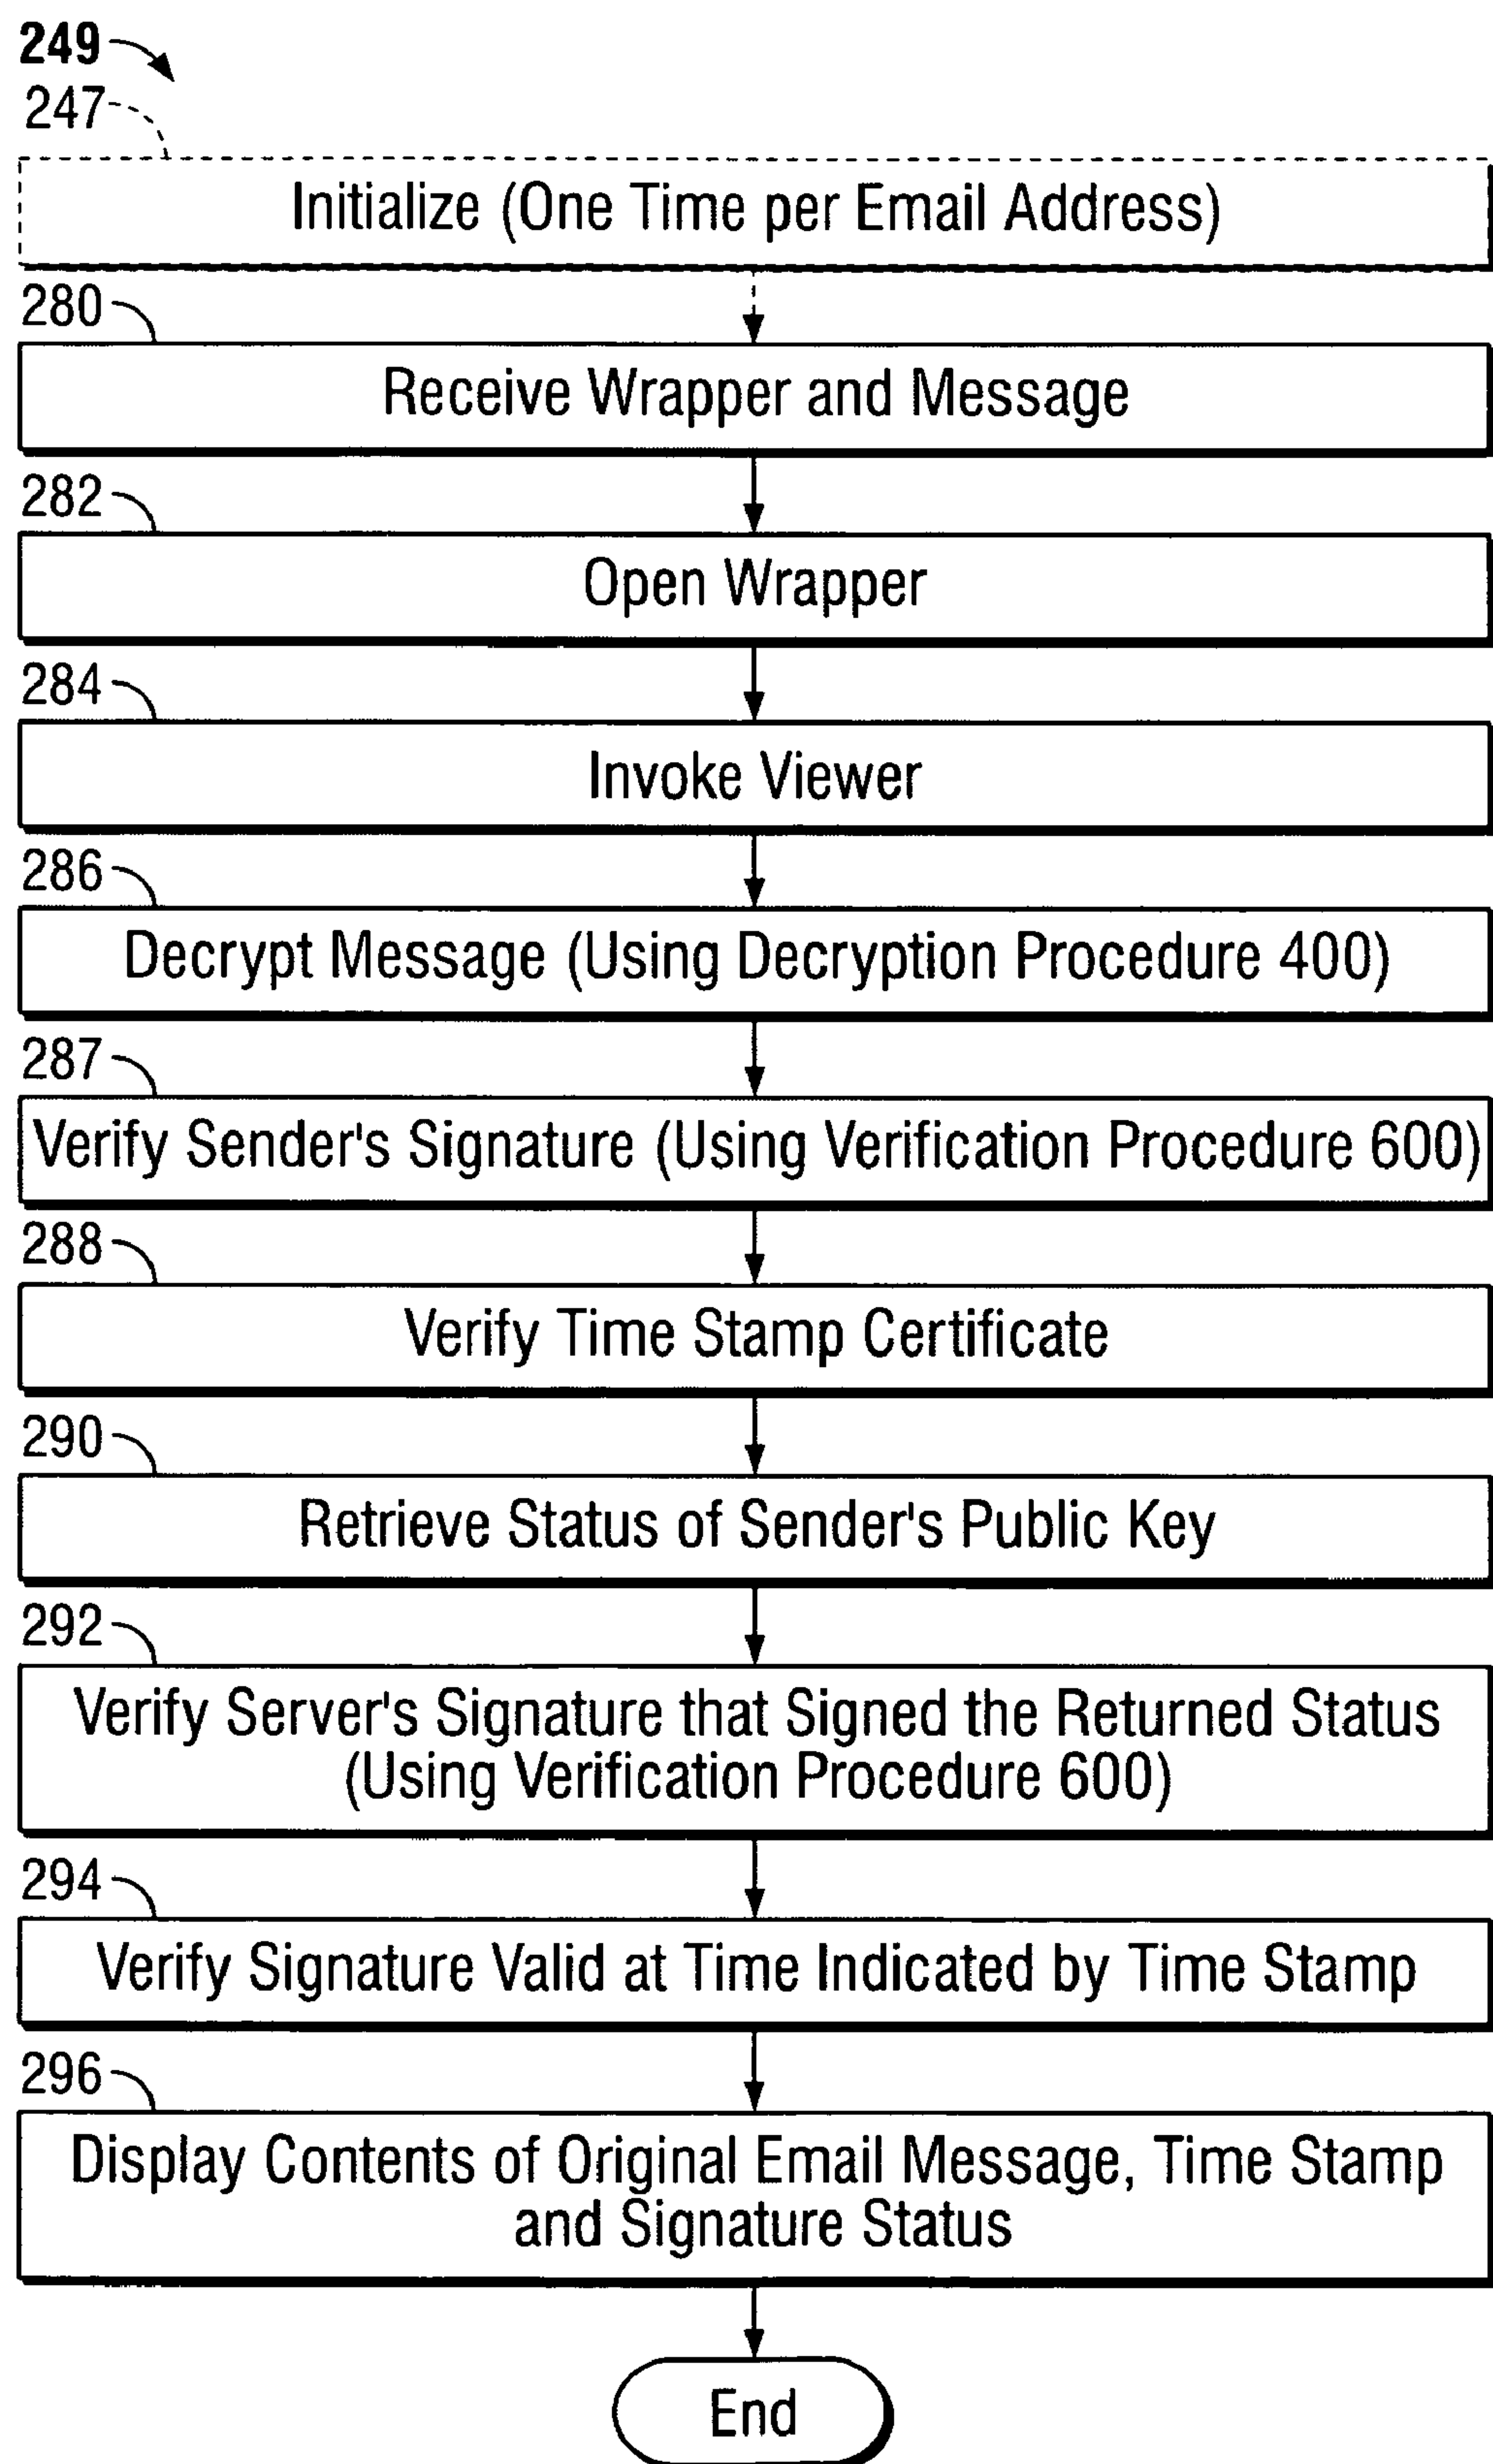 249
247
Initialize (One Time per Email Address)
280
Receive Wrapper and Message
282
Open Wrapper
284
Invoke Viewer
286
Decrypt Message (Using Decryption Procedure 400)
287
Verify Sender's Signature (Using Verification Procedure 600)
288
Verify Time Stamp Certificate
290
Retrieve Status of Sender's Public Key
292
Verify Server's Signature that Signed the Returned Status
(Using Verification Procedure 600)
294
Verify Signature Valid at Time Indicated by Time Stamp
296
Display Contents of Original Email Message, Time Stamp
and Signature Status
End